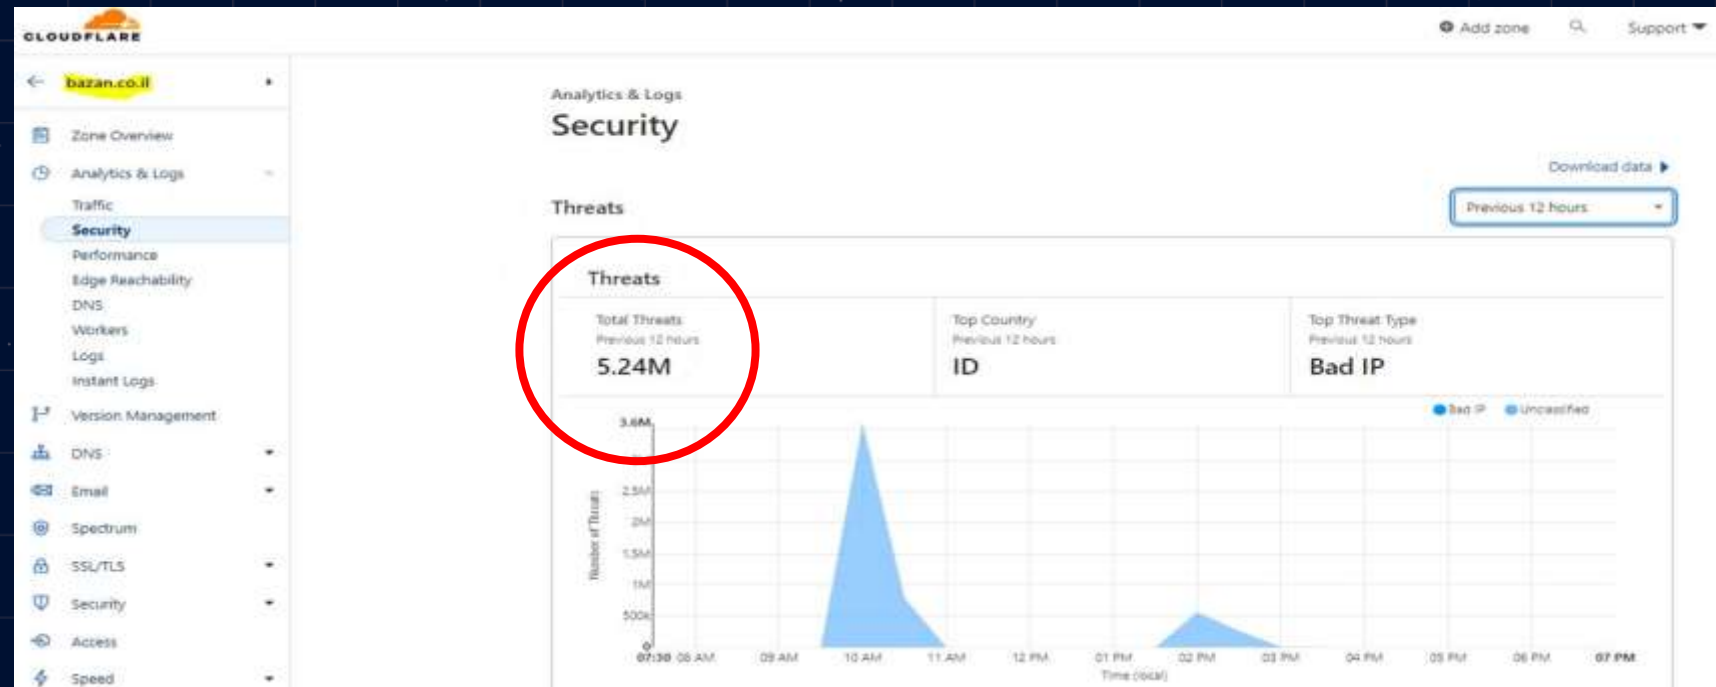 CLOUDFLARE
Add zone
Support
bazan.co.il
Zone Overview
Analytics & Logs
Traffic
Security
Performance
Edge Reachability
DNS
Workers
Logs
Instant Logs
Version Management
DNS
Email
Spectrum
SSL/TLS
Security
Access
Speed
Analytics & Logs
Security
Download data
Threats
Previous 12 hours
Threats
Total Threats
Previous 12 hours
5.24M
Top Country
Previous 12 hours
ID
Top Threat Type
Previous 12 hours
Bad IP
Bad IP
Unclassified
Number of Threats
3.6M
2.5M
2M
1.5M
1M
500k
0
07:30 08 AM 09 AM 10 AM 11 AM 12 PM 01 PM 02 PM 03 PM 04 PM 05 PM 06 PM 07 PM
Time (local)